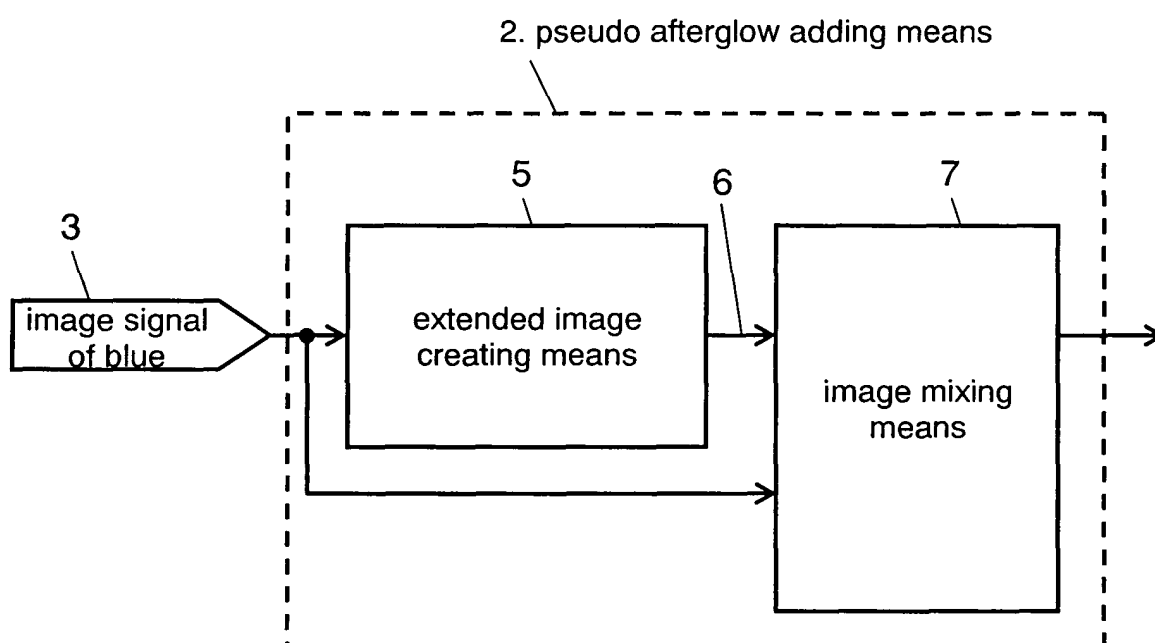 2. pseudo afterglow adding means
5
6
7
3
image signal
of blue
extended image
creating means
image mixing
means